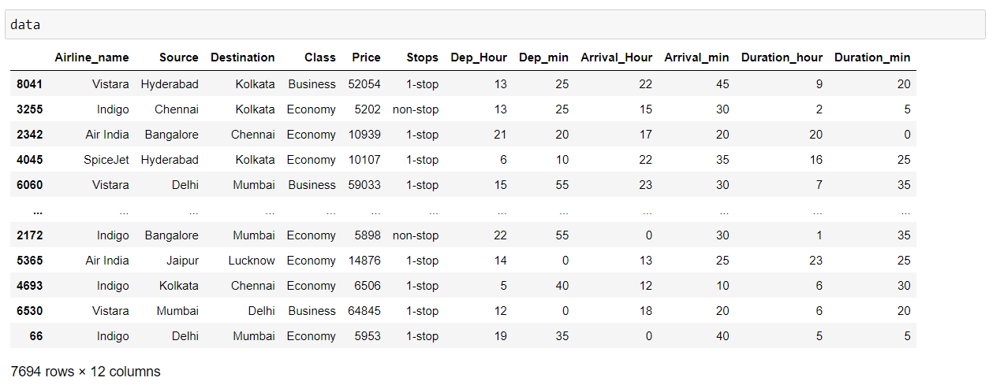 data
Airline_name Source Destination Class Price Stops Dep_Hour Dep_min Arrival_Hour Arrival_min Duration_hour Duration_min
8041 Vistara Hyderabad Kolkata Business 52054 1-stop 13 25 22 45 9 20
3255 Indigo Chennai Kolkata Economy 5202 non-stop 13 25 15 30 2 5
2342 Air India Bangalore Chennai Economy 10939 1-stop 21 20 17 20 20 0
4045 SpiceJet Hyderabad Kolkata Economy 10107 1-stop 6 10 22 35 16 25
6060 Vistara Delhi Mumbai Business 59033 1-stop 15 55 23 30 7 35
... ... ... ... ... ... ... ... ... ... ... ... ...
2172 Indigo Bangalore Mumbai Economy 5898 non-stop 22 55 0 30 1 35
5365 Air India Jaipur Lucknow Economy 14876 1-stop 14 0 13 25 23 25
4693 Indigo Kolkata Chennai Economy 6506 1-stop 5 40 12 10 6 30
6530 Vistara Mumbai Delhi Business 64845 1-stop 12 0 18 20 6 20
66 Indigo Delhi Mumbai Economy 5953 1-stop 19 35 0 40 5 5
7694 rows × 12 columns